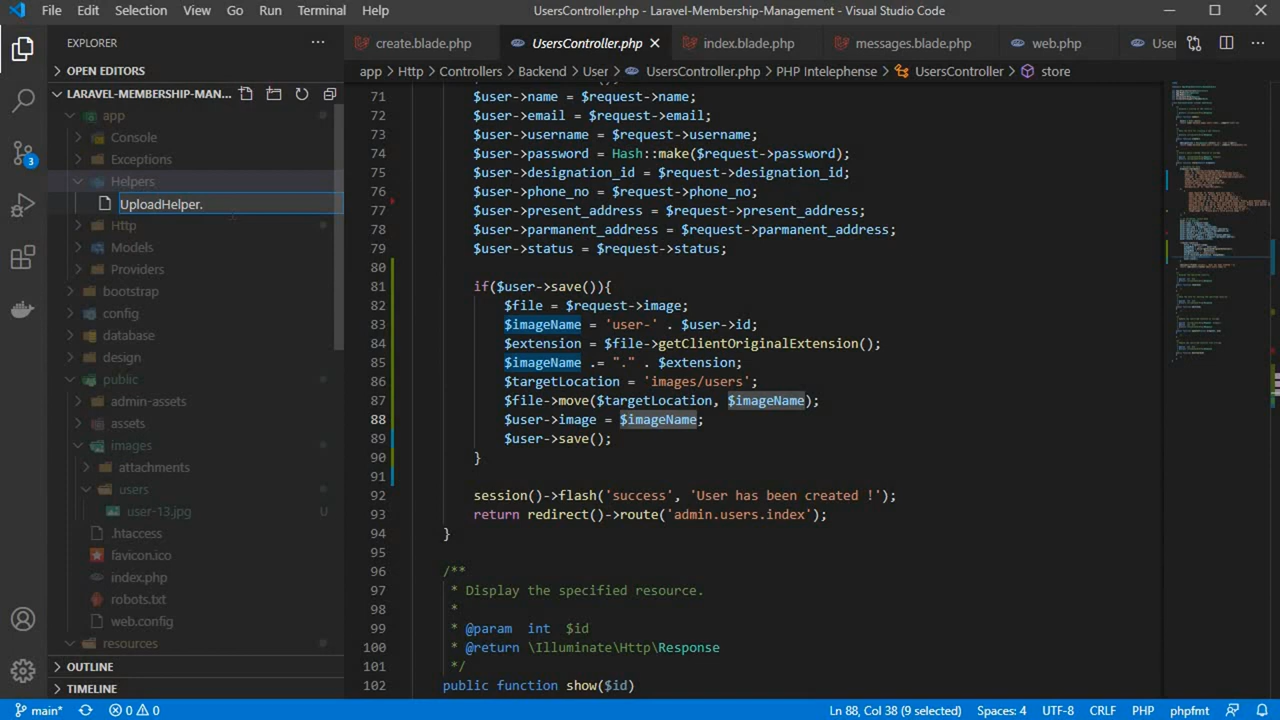 File Edit Selection View Go Run Terminal Help UsersController.php - Laravel-Membership-Management - Visual Studio Code
EXPLORER
OPEN EDITORS
LARAVEL-MEMBERSHIP-MAN...
app
Console
Exceptions
Helpers
UploadHelper.
Http
Models
Providers
bootstrap
config
database
design
public
admin-assets
assets
images
attachments
users
user-13.jpg U
.htaccess
favicon.ico
index.php
robots.txt
web.config
resources
OUTLINE
TIMELINE
3
create.blade.php UsersController.php index.blade.php messages.blade.php web.php User
app > Http > Controllers > Backend > User > UsersController.php > PHP Intelephense > UsersController > store
71 $user->name = $request->name;
72 $user->email = $request->email;
73 $user->username = $request->username;
74 $user->password = Hash::make($request->password);
75 $user->designation_id = $request->designation_id;
76 $user->phone_no = $request->phone_no;
77 $user->present_address = $request->present_address;
78 $user->parmanent_address = $request->parmanent_address;
79 $user->status = $request->status;
80
81 if($user->save()){
82 $file = $request->image;
83 $imageName = 'user-' . $user->id;
84 $extension = $file->getClientOriginalExtension();
85 $imageName .= "." . $extension;
86 $targetLocation = 'images/users';
87 $file->move($targetLocation, $imageName);
88 $user->image = $imageName;
89 $user->save();
90 }
91
92 session()->flash('success', 'User has been created !');
93 return redirect()->route('admin.users.index');
94 }
95
96 /**
97 * Display the specified resource.
98 *
99 * @param int $id
100 * @return \Illuminate\Http\Response
101 */
102 public function show($id)
main* 0 0 Ln 88, Col 38 (9 selected) Spaces: 4 UTF-8 CRLF PHP phpfmt